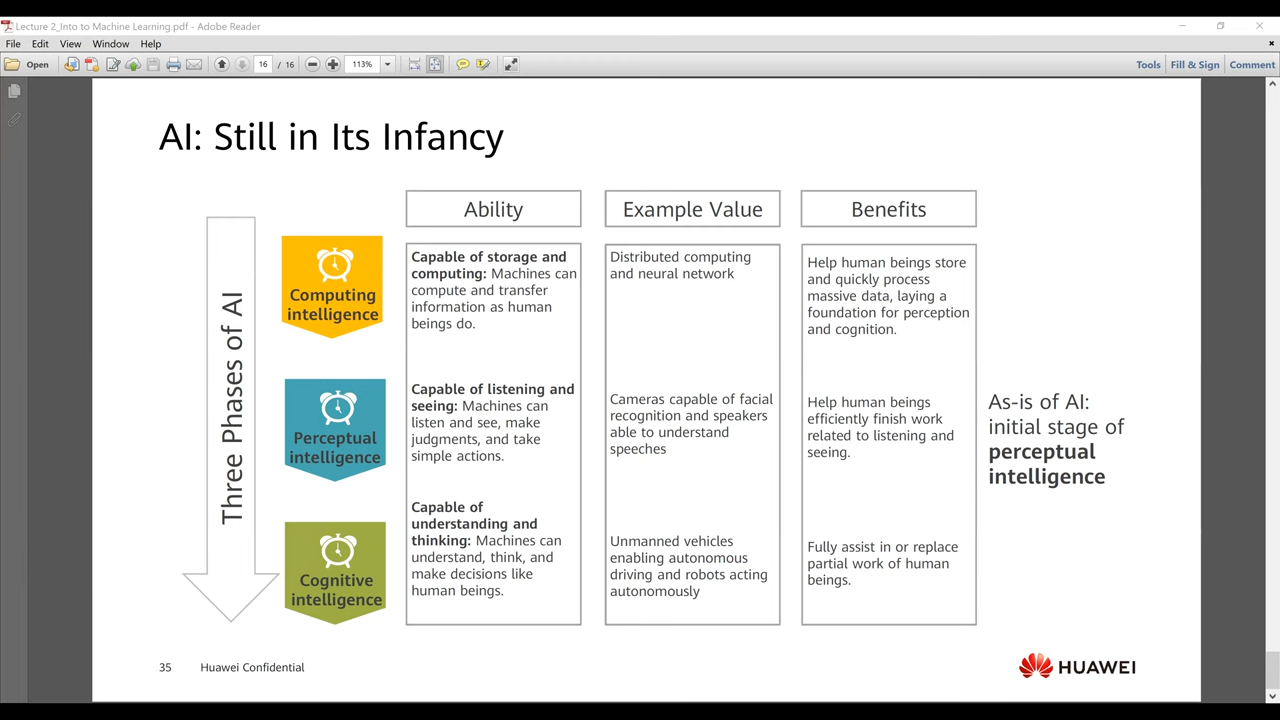 Lecture 2_Into to Machine Learning.pdf - Adobe Reader
File Edit View Window Help
Open 16 / 16 113% Tools Fill & Sign Comment
AI: Still in Its Infancy
Three Phases of AI
Ability
Example Value
Benefits
Computing
intelligence
Capable of storage and
computing: Machines can
compute and transfer
information as human
beings do.
Distributed computing
and neural network
Help human beings store
and quickly process
massive data, laying a
foundation for perception
and cognition.
Perceptual
intelligence
Capable of listening and
seeing: Machines can
listen and see, make
judgments, and take
simple actions.
Cameras capable of facial
recognition and speakers
able to understand
speeches
Help human beings
efficiently finish work
related to listening and
seeing.
As-is of AI:
initial stage of
perceptual
intelligence
Cognitive
intelligence
Capable of
understanding and
thinking: Machines can
understand, think, and
make decisions like
human beings.
Unmanned vehicles
enabling autonomous
driving and robots acting
autonomously
Fully assist in or replace
partial work of human
beings.
35 Huawei Confidential
HUAWEI